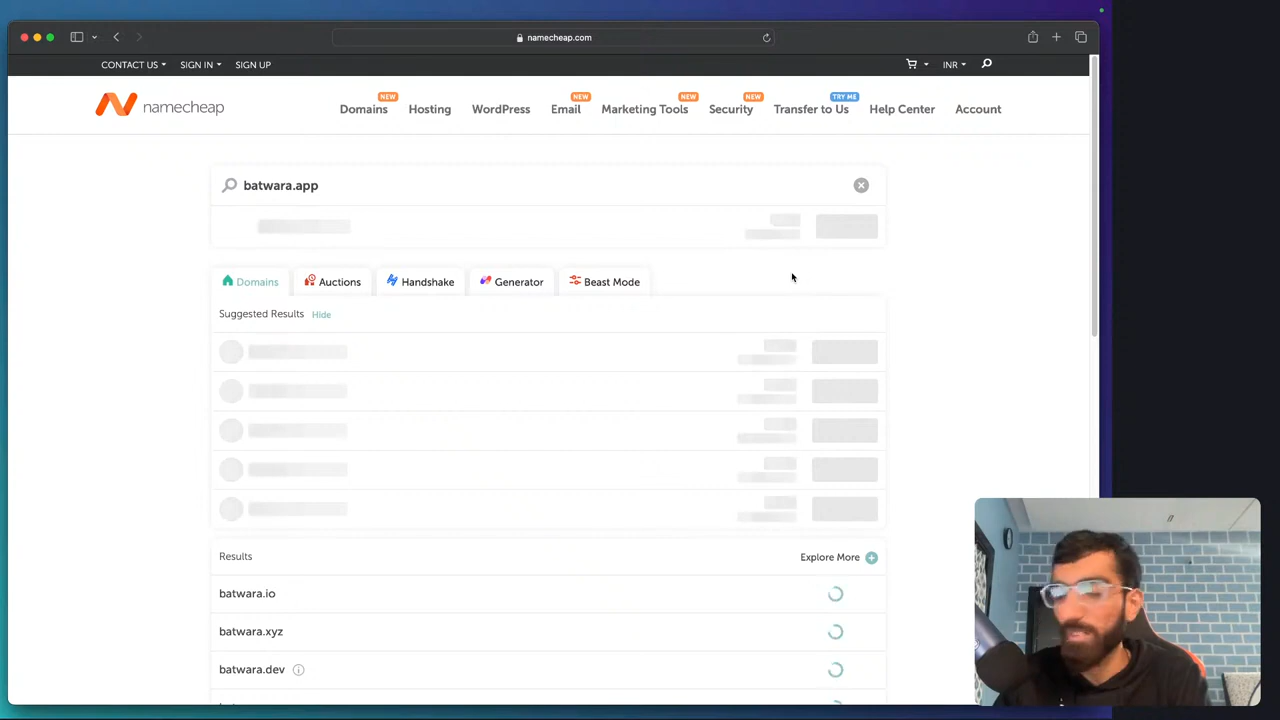 namecheap.com
CONTACT US
SIGN IN
SIGN UP
INR
namecheap
NEW
NEW
NEW
NEW
TRY ME
Domains
Hosting
WordPress
Email
Marketing Tools
Security
Transfer to Us
Help Center
Account
batwara.app
Domains
Auctions
Handshake
Generator
Beast Mode
Suggested Results Hide
Results
Explore More
batwara.io
batwara.xyz
batwara.dev